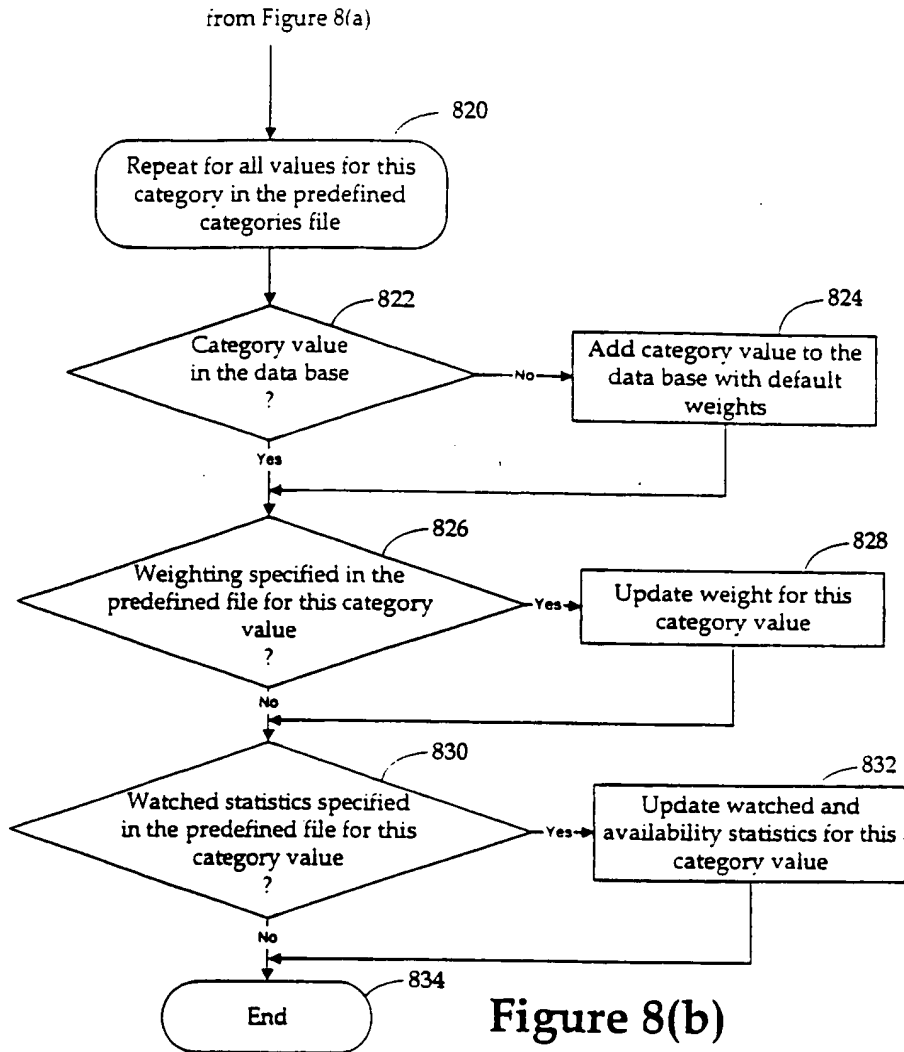 from Figure 8(a)
820
Repeat for all values for this
category in the predefined
categories file
822
Category value
in the data base
?
No
824
Add category value to the
data base with default
weights
Yes
826
Weighting specified in the
predefined file for this category
value
?
Yes
828
Update weight for this
category value
No
830
Watched statistics specified
in the predefined file for this
category value
?
Yes
832
Update watched and
availability statistics for this
category value
No
834
End
Figure 8(b)